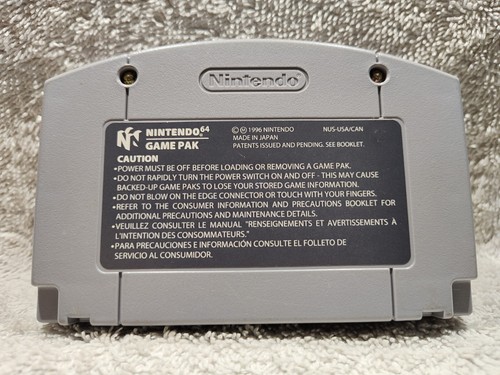 Nintendo
NINTENDO 64
GAME PAK
© Ⓜ 1996 NINTENDO NUS-USA/CAN
MADE IN JAPAN
PATENTS ISSUED AND PENDING. SEE BOOKLET.
CAUTION
•POWER MUST BE OFF BEFORE LOADING OR REMOVING A GAME PAK.
•DO NOT RAPIDLY TURN THE POWER SWITCH ON AND OFF - THIS MAY CAUSE
BACKED-UP GAME PAKS TO LOSE YOUR STORED GAME INFORMATION.
•DO NOT BLOW ON THE EDGE CONNECTOR OR TOUCH WITH YOUR FINGERS.
•REFER TO THE CONSUMER INFORMATION AND PRECAUTIONS BOOKLET FOR
ADDITIONAL PRECAUTIONS AND MAINTENANCE DETAILS.
•VEUILLEZ CONSULTER LE MANUEL "RENSEIGNEMENTS ET AVERTISSEMENTS À
L'INTENTION DES CONSOMMATEURS."
•PARA PRECAUCIONES E INFORMACIÓN CONSULTE EL FOLLETO DE
SERVICIO AL CONSUMIDOR.